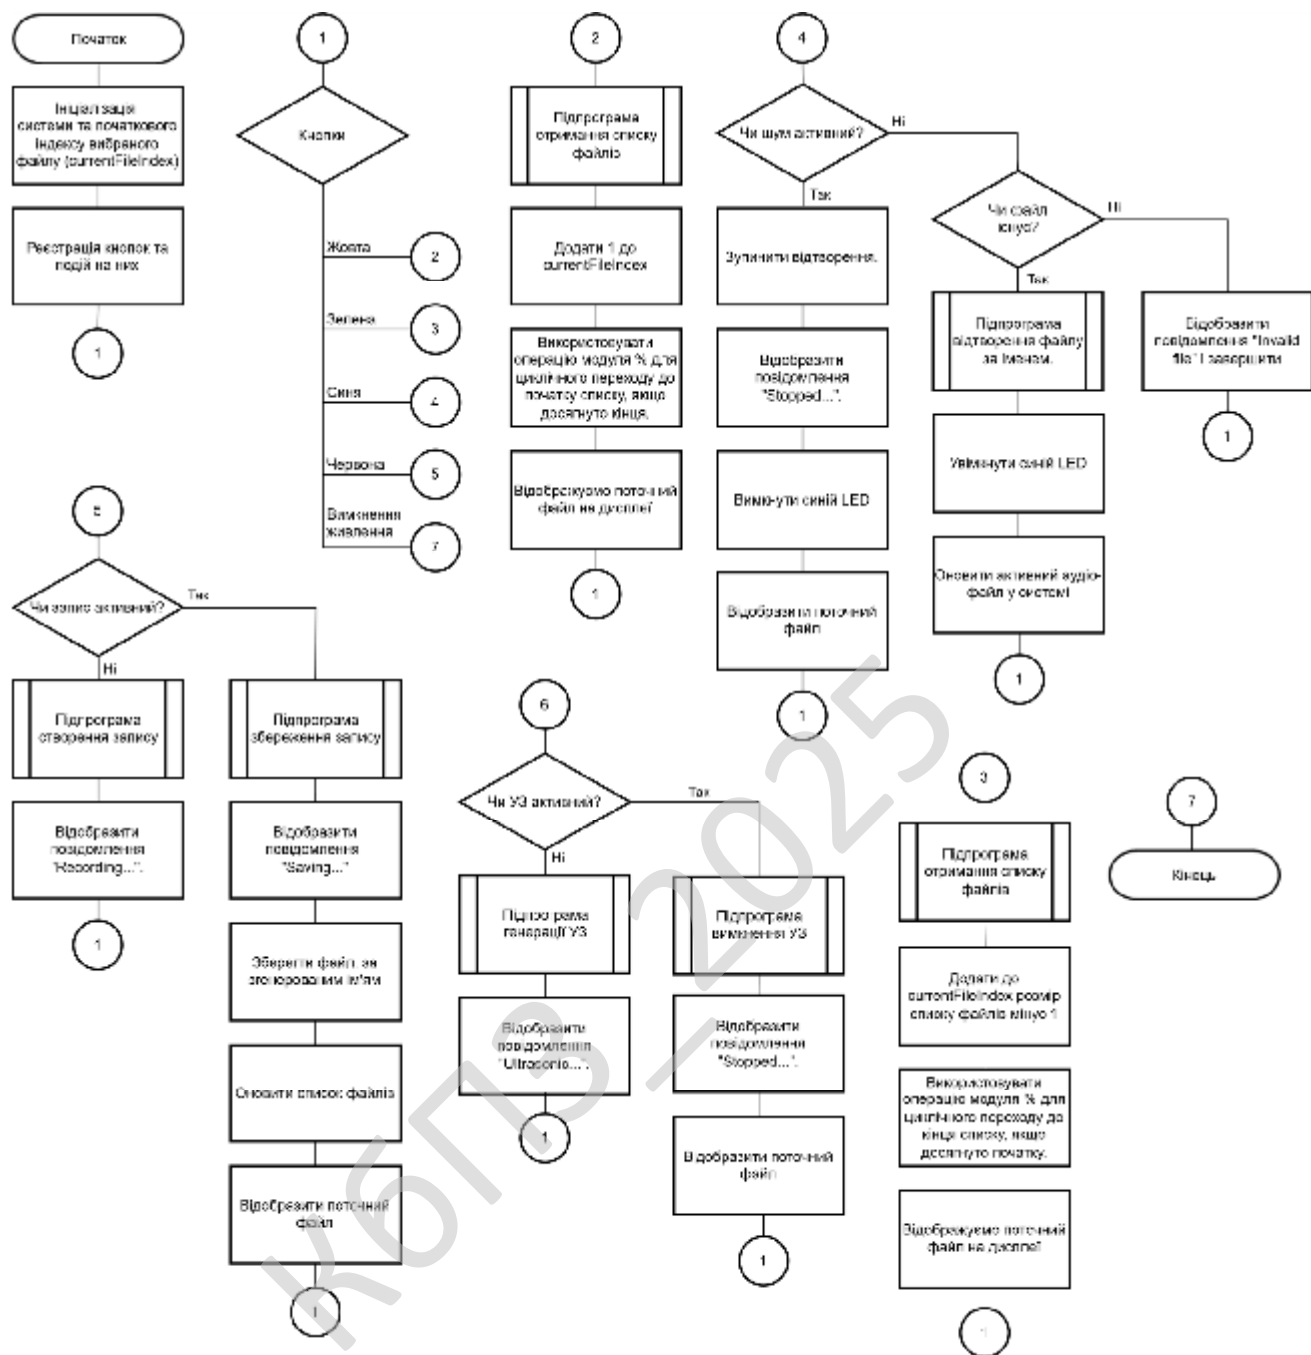 Початок
Ініціалізація
системи та початкового
індексу вибраного
файлу (currentFileIndex)
Реєстрація кнопок та
подій на них
1
1
Кнопки
Жовта
2
Зелена
3
Синя
4
Червона
5
Вимкнення
живлення
7
2
Підпрограма
отримання списку
файлів
Додати 1 до
currentFileIndex
Використовувати
операцію модуля % для
циклічного переходу до
початку списку, якщо
досягнуто кінця.
Відображуємо поточний
файл на дисплеї
1
4
Чи шум активний?
Ні
Так
Зупинити відтворення.
Відобразити
повідомлення
"Stopped...".
Вимкнути синій LED
Відобразити поточний
файл
1
Чи файл
існує?
Ні
Так
Підпрограма
відтворення файлу
за іменем.
Увімкнути синій LED
Оновити активний аудіо-
файл у системі
1
Відобразити
повідомлення "Invalid
file" і завершити
1
5
Чи запис активний?
Так
Ні
Підпрограма
створення запису
Відобразити
повідомлення
"Recording...".
1
Підпрограма
збереження запису
Відобразити
повідомлення
"Saving..."
Зберегти файл за
згенерованим ім'ям
Оновити список файлів
Відобразити поточний
файл
1
6
Чи УЗ активний?
Так
Ні
Підпрограма
генерації УЗ
Відобразити
повідомлення
"Ultrasonic...".
1
Підпрограма
вимкнення УЗ
Відобразити
повідомлення
"Stopped...".
Відобразити поточний
файл
1
3
Підпрограма
отримання списку
файлів
Додати до
currentFileIndex розмір
списку файлів мінус 1
Використовувати
операцію модуля % для
циклічного переходу до
кінця списку, якщо
досягнуто початку.
Відображуємо поточний
файл на дисплеї
1
7
Кінець
КбПЗ_2025